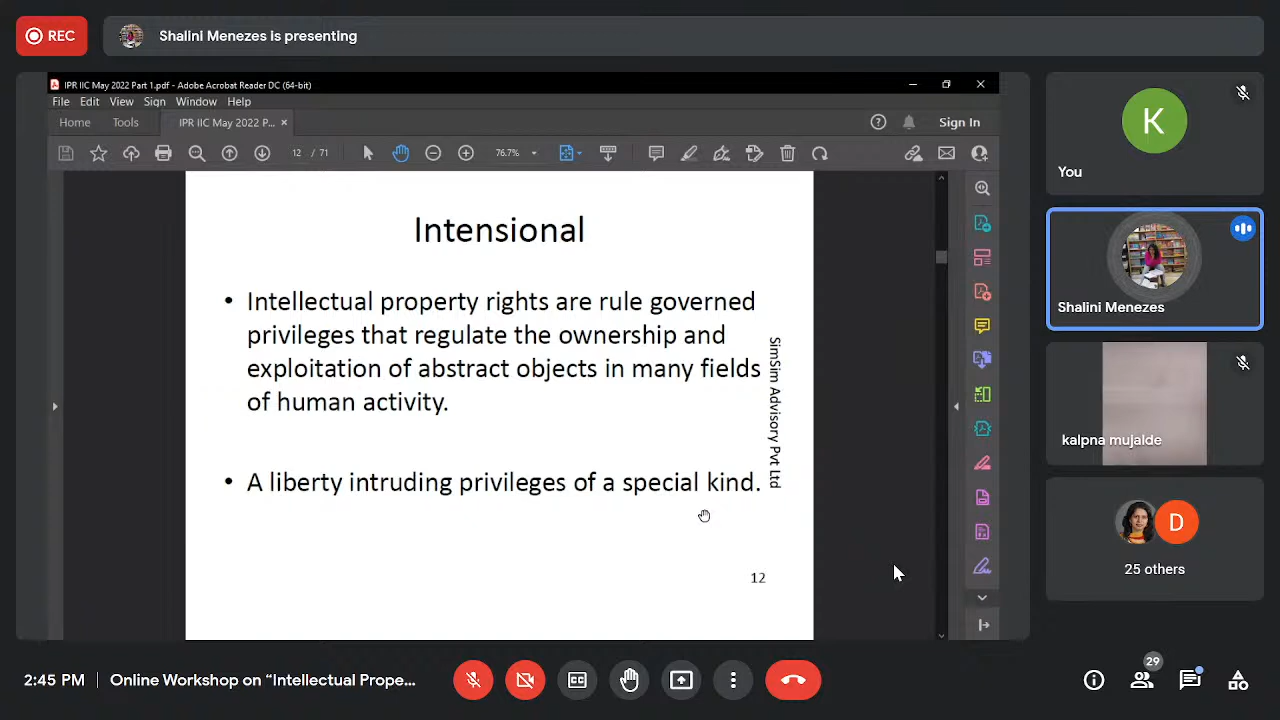 REC
Shalini Menezes is presenting
IPR IIC May 2022 Part 1.pdf - Adobe Acrobat Reader DC (64-bit)
File Edit View Sign Window Help
Home Tools IPR IIC May 2022 P... × Sign In
12 / 71 76.7%
Intensional
• Intellectual property rights are rule governed
privileges that regulate the ownership and
exploitation of abstract objects in many fields
of human activity.
• A liberty intruding privileges of a special kind.
SimSim Advisory Pvt Ltd
12
K
You
Shalini Menezes
kalpna mujalde
D
25 others
2:45 PM | Online Workshop on “Intellectual Prope...
29